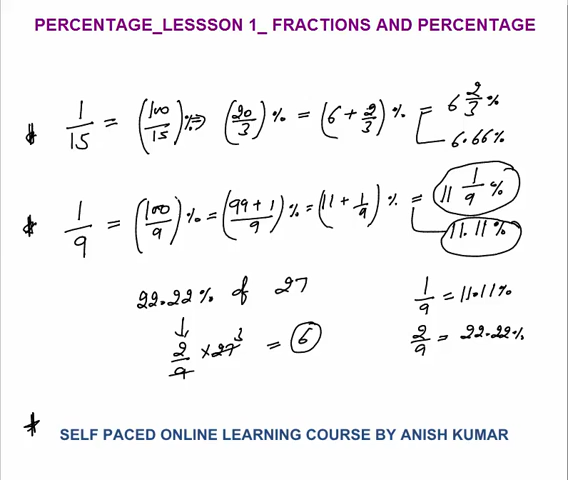 PERCENTAGE_LESSSON 1_ FRACTIONS AND PERCENTAGE
* 1/15 = (100/15)% ⇒ (20/3)% = (6 + 2/3)% = 6 2/3 %
6.66%
* 1/9 = (100/9)% = (99+1/9)% = (11 + 1/9)% = 11 1/9 %
11.11%
22.22% of 27
1/9 = 11.11%
↓
2/9 × 27 3 = 6
2/9 = 22.22%
*
SELF PACED ONLINE LEARNING COURSE BY ANISH KUMAR